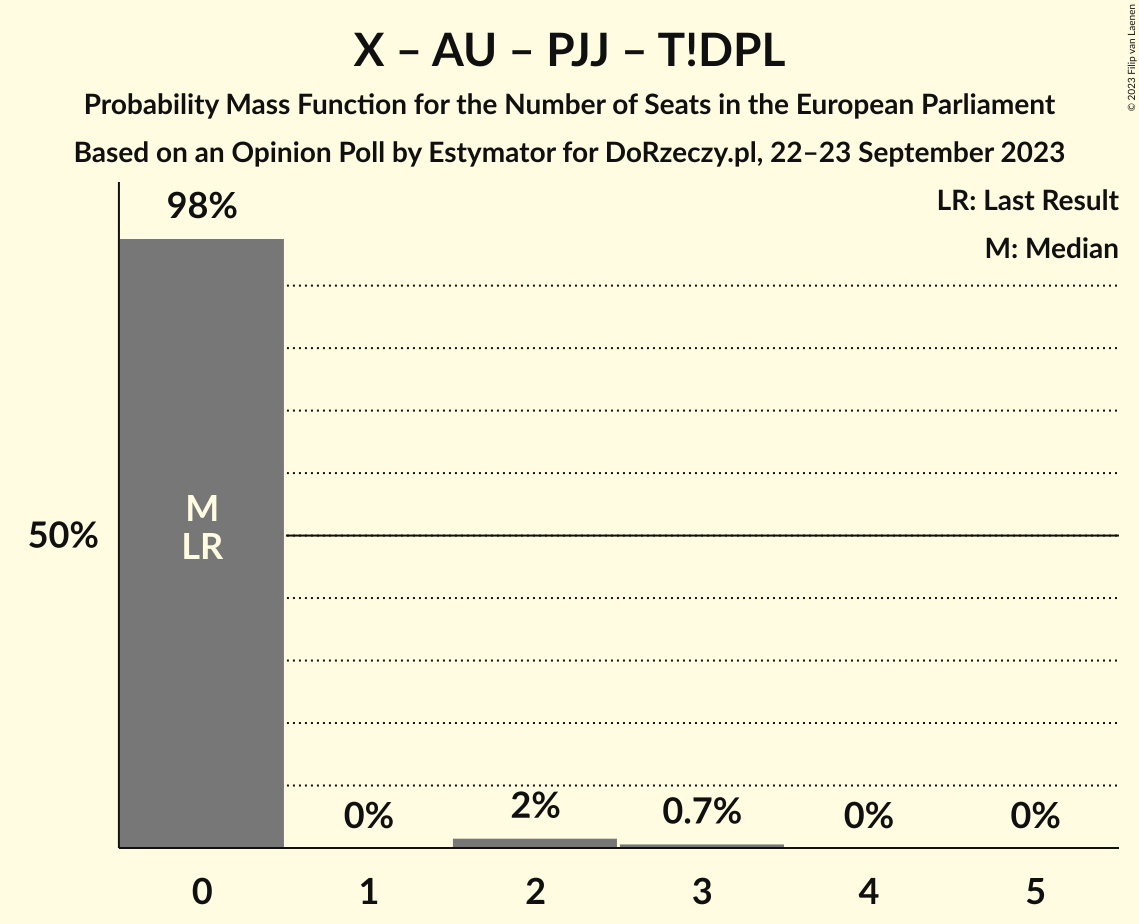 X – AU – PJJ – T!DPL
Probability Mass Function for the Number of Seats in the European Parliament
Based on an Opinion Poll by Estymator for DoRzeczy.pl, 22–23 September 2023
© 2023 Filip van Laenen
LR: Last Result
M: Median
98%
M
LR
50%
0%
2%
0.7%
0%
0%
0
1
2
3
4
5